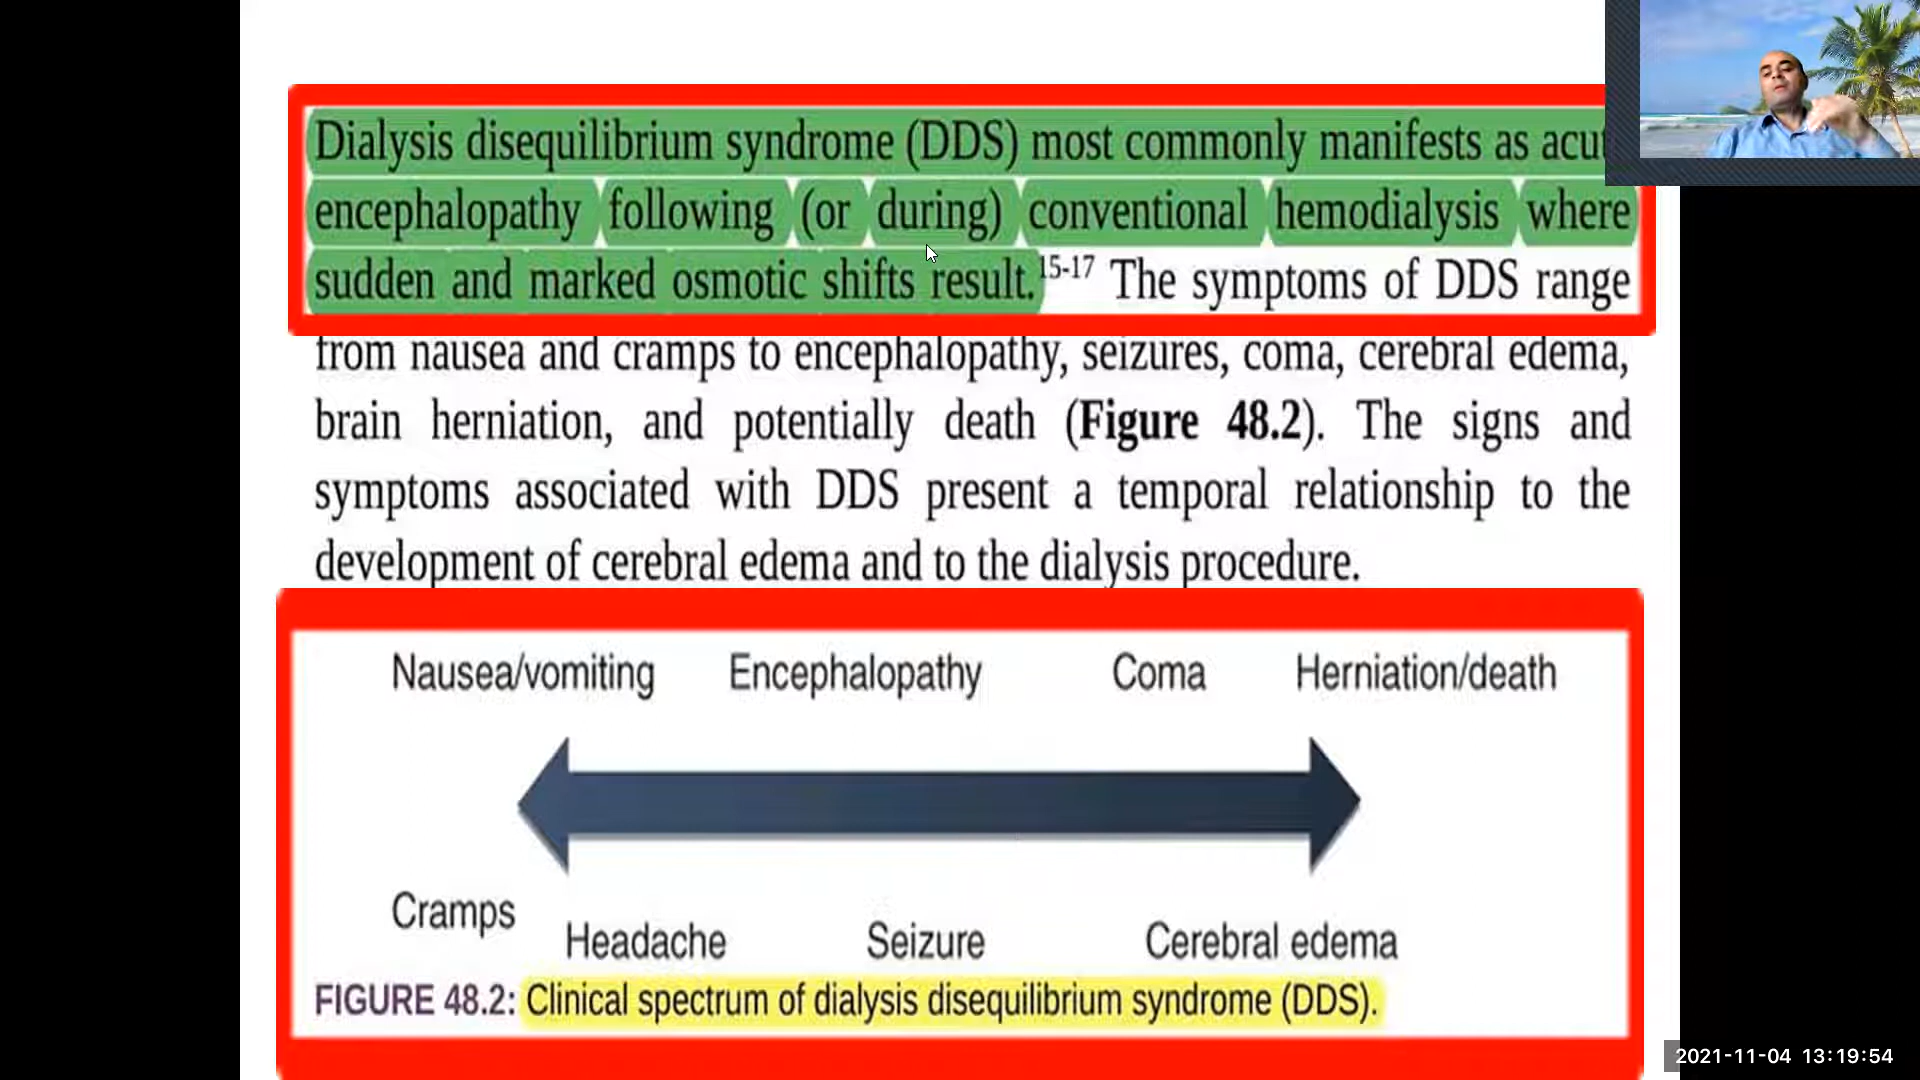 Dialysis disequilibrium syndrome (DDS) most commonly manifests as acut
encephalopathy following (or during) conventional hemodialysis where
sudden and marked osmotic shifts result.15-17 The symptoms of DDS range
from nausea and cramps to encephalopathy, seizures, coma, cerebral edema,
brain herniation, and potentially death (Figure 48.2). The signs and
symptoms associated with DDS present a temporal relationship to the
development of cerebral edema and to the dialysis procedure.
Nausea/vomiting Encephalopathy Coma Herniation/death
Cramps
Headache Seizure Cerebral edema
FIGURE 48.2: Clinical spectrum of dialysis disequilibrium syndrome (DDS).
2021-11-04 13:19:54